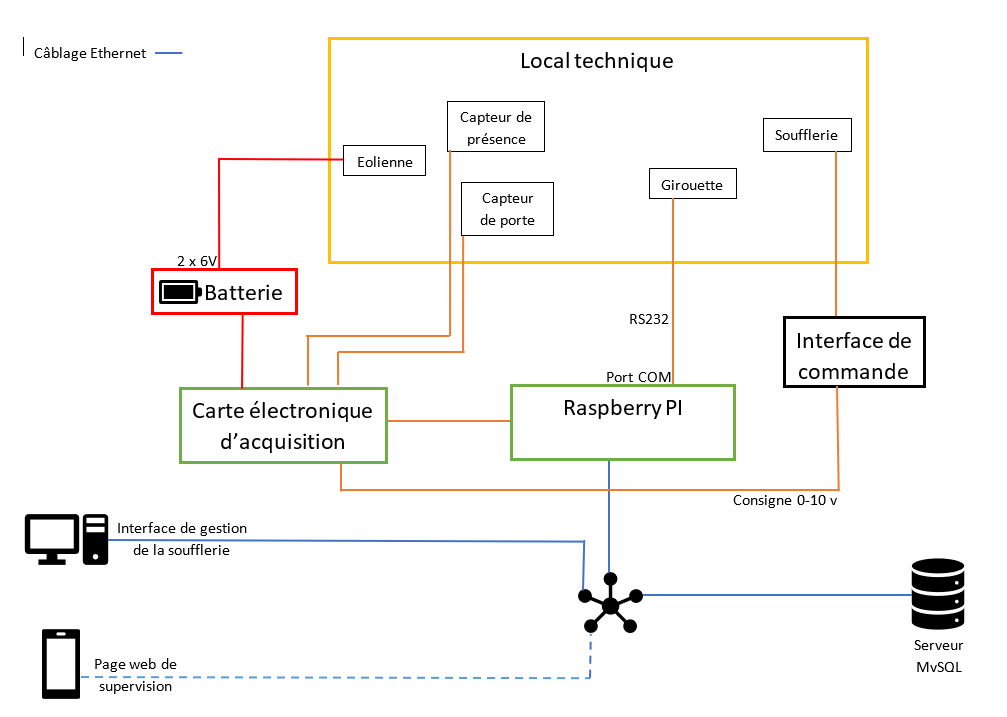 Câblage Ethernet
Local technique
Capteur de
présence
Soufflerie
Eolienne
Girouette
Capteur
de porte
2 x 6V
Batterie
RS232
Interface de
commande
Port COM
Carte électronique
d’acquisition
Raspberry PI
Consigne 0-10 v
Interface de gestion
de la soufflerie
Serveur
MvSQL
Page web de
supervision